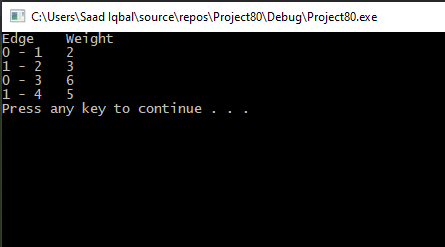 C:\Users\Saad Iqbal\source\repos\Project80\Debug\Project80.exe
Edge    Weight
0 - 1   2
1 - 2   3
0 - 3   6
1 - 4   5
Press any key to continue . . .